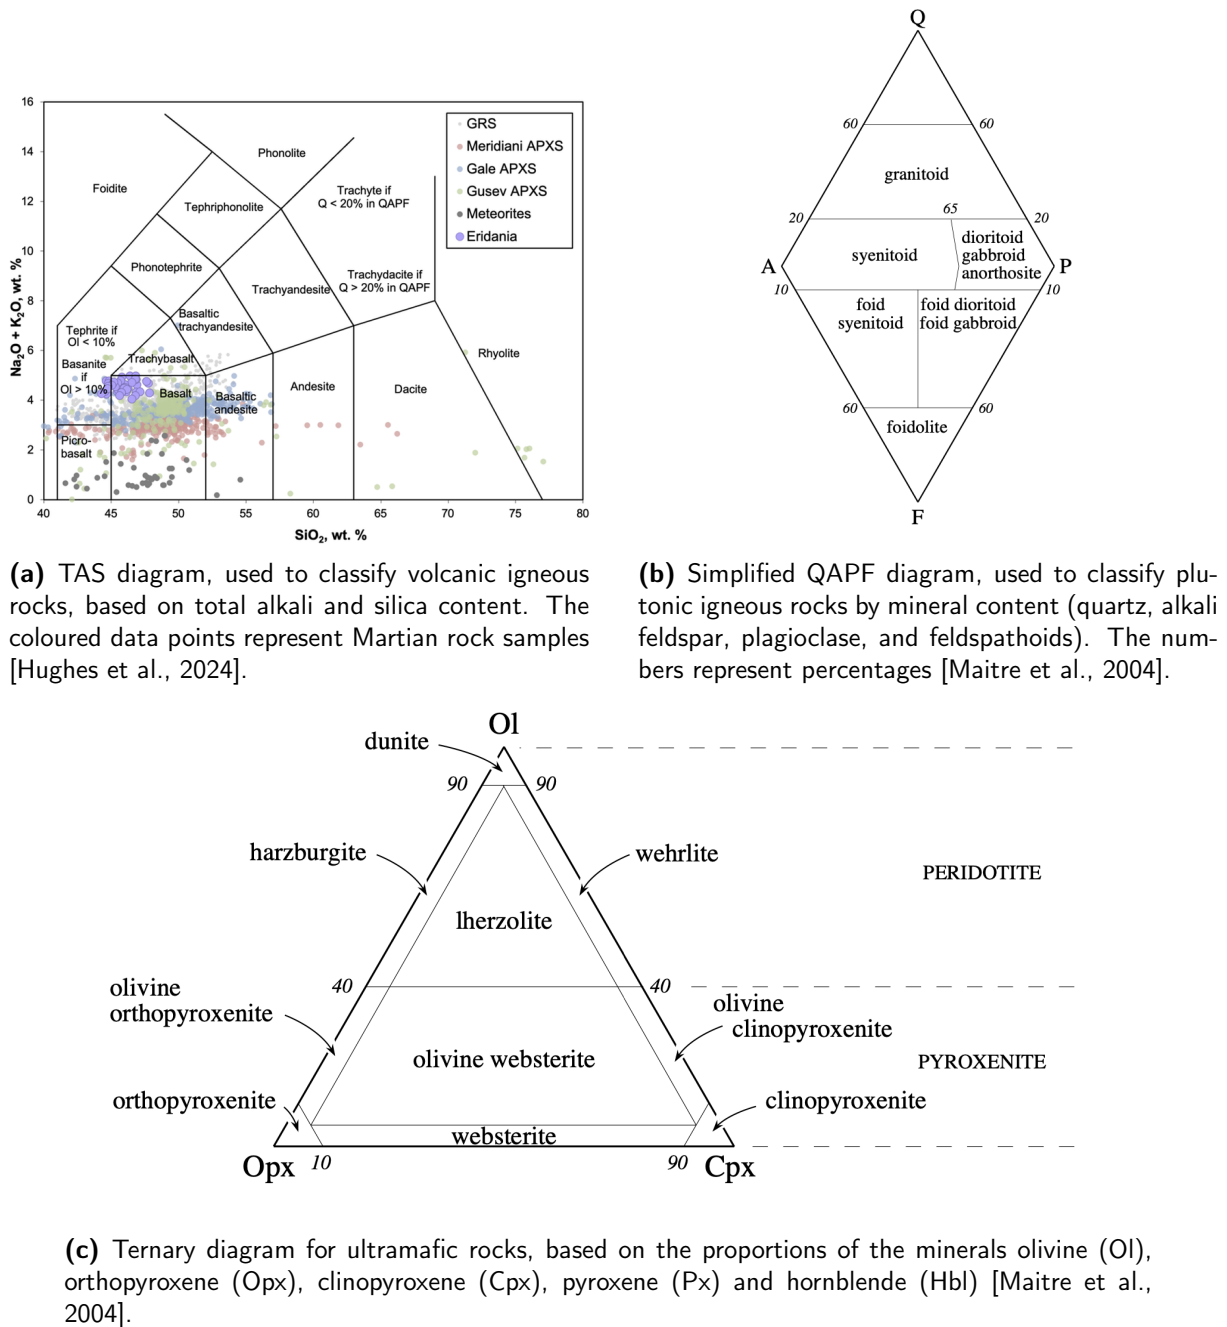 Q
60
60
granitoid
20
65
20
syenitoid
dioritoid
gabbroid
anorthosite
A
P
10
10
foid
syenitoid
foid dioritoid
foid gabbroid
60
60
foidolite
F
16
14
12
10
8
6
4
2
0
Na2O + K2O, wt. %
40
45
50
55
60
65
70
75
80
SiO2, wt. %
GRS
Meridiani APXS
Gale APXS
Gusev APXS
Meteorites
Eridania
Phonolite
Foidite
Tephriphonolite
Trachyte if
Q < 20% in QAPF
Phonotephrite
Trachyandesite
Trachydacite if
Q > 20% in QAPF
Basaltic
trachyandesite
Tephrite if
Ol < 10%
Trachybasalt
Rhyolite
Basanite
if
Ol > 10%
Basalt
Basaltic
andesite
Andesite
Dacite
Picro-
basalt
(a) TAS diagram, used to classify volcanic igneous
rocks, based on total alkali and silica content. The
coloured data points represent Martian rock samples
[Hughes et al., 2024].
(b) Simplified QAPF diagram, used to classify plu-
tonic igneous rocks by mineral content (quartz, alkali
feldspar, plagioclase, and feldspathoids). The num-
bers represent percentages [Maitre et al., 2004].
Ol
dunite
90
90
harzburgite
wehrlite
PERIDOTITE
lherzolite
40
40
olivine
orthopyroxenite
olivine
clinopyroxenite
olivine websterite
PYROXENITE
orthopyroxenite
clinopyroxenite
websterite
Opx
10
90
Cpx
(c) Ternary diagram for ultramafic rocks, based on the proportions of the minerals olivine (Ol),
orthopyroxene (Opx), clinopyroxene (Cpx), pyroxene (Px) and hornblende (Hbl) [Maitre et al.,
2004].